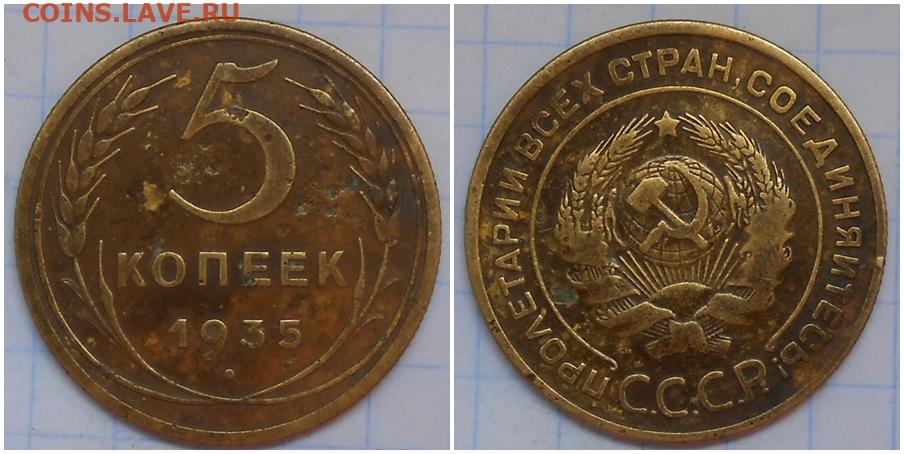 COINS.LAVE.RU
5
КОПЕЕК
1935
ПРОЛЕТАРИИ ВСЕХ СТРАН, СОЕДИНЯЙТЕСЬ!
С.С.С.Р.